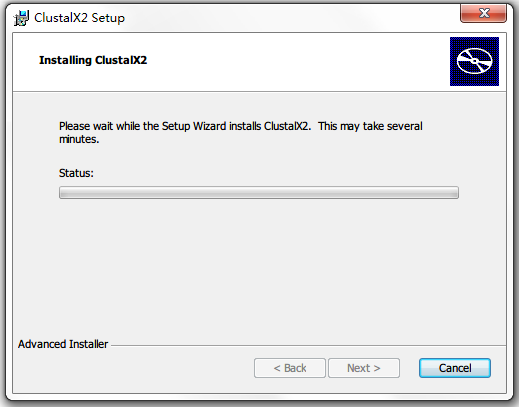 ClustalX2 Setup
Installing ClustalX2
Please wait while the Setup Wizard installs ClustalX2. This may take several
minutes.
Status:
Advanced Installer
< Back
Next >
Cancel